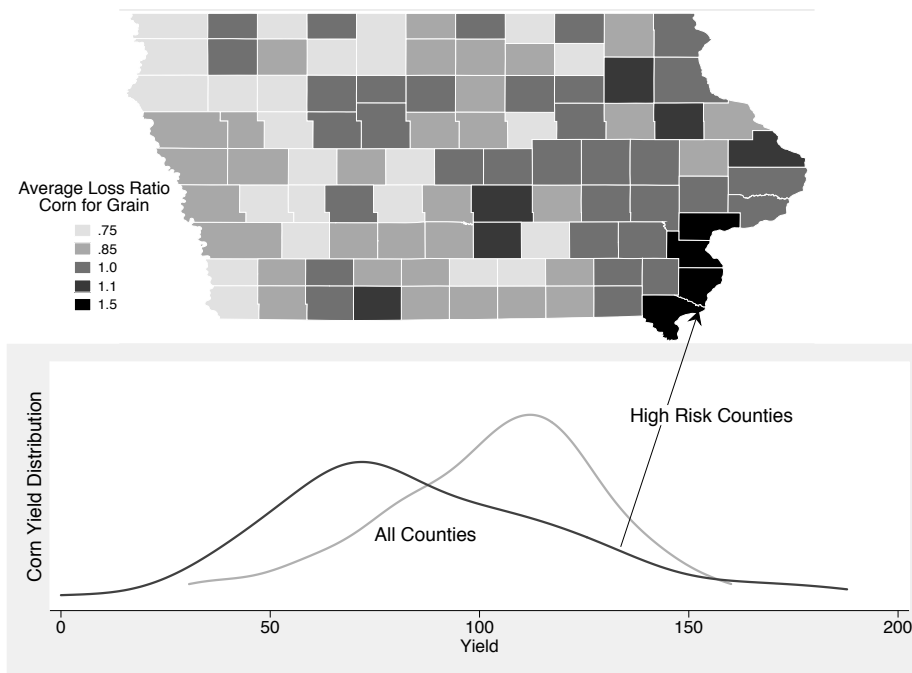 Average Loss Ratio
Corn for Grain
.75
.85
1.0
1.1
1.5
Corn Yield Distribution
High Risk Counties
All Counties
0
50
100
150
200
Yield